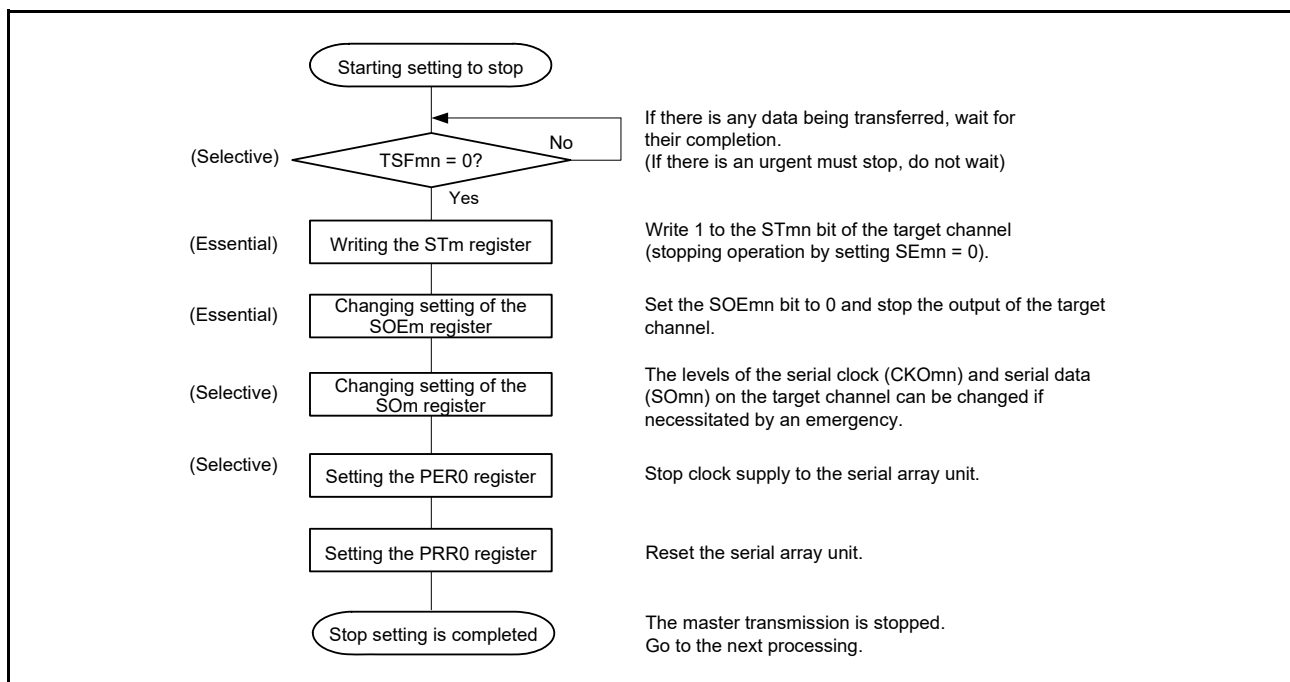 Starting setting to stop
If there is any data being transferred, wait for
their completion.
(If there is an urgent must stop, do not wait)
No
(Selective)
TSFmn = 0?
Yes
(Essential)
Writing the STm register
Write 1 to the STmn bit of the target channel
(stopping operation by setting SEmn = 0).
(Essential)
Changing setting of the
SOEm register
Set the SOEmn bit to 0 and stop the output of the target
channel.
(Selective)
Changing setting of the
SOm register
The levels of the serial clock (CKOmn) and serial data
(SOmn) on the target channel can be changed if
necessitated by an emergency.
(Selective)
Setting the PER0 register
Stop clock supply to the serial array unit.
Setting the PRR0 register
Reset the serial array unit.
Stop setting is completed
The master transmission is stopped.
Go to the next processing.